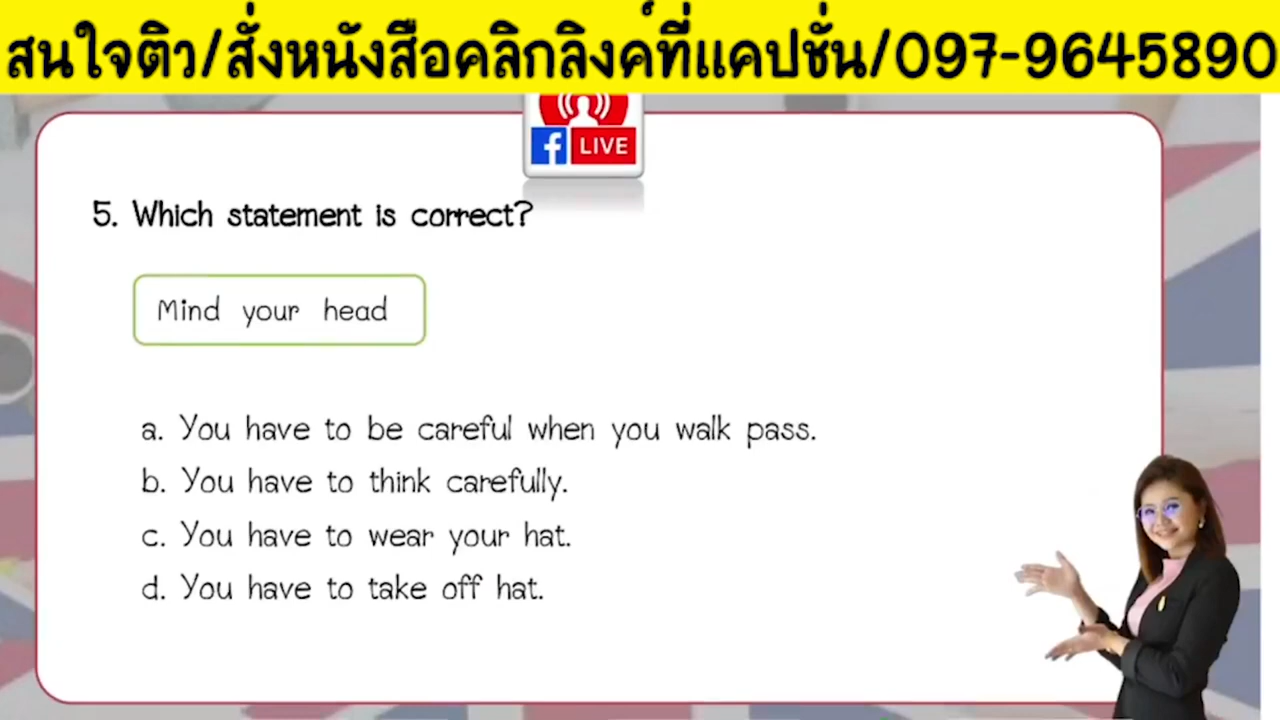 สนใจติว/สั่งหนังสือคลิกลิงค์ที่แคปชั่น/097-9645890
f LIVE
5. Which statement is correct?
Mind your head
a. You have to be careful when you walk pass.
b. You have to think carefully.
c. You have to wear your hat.
d. You have to take off hat.